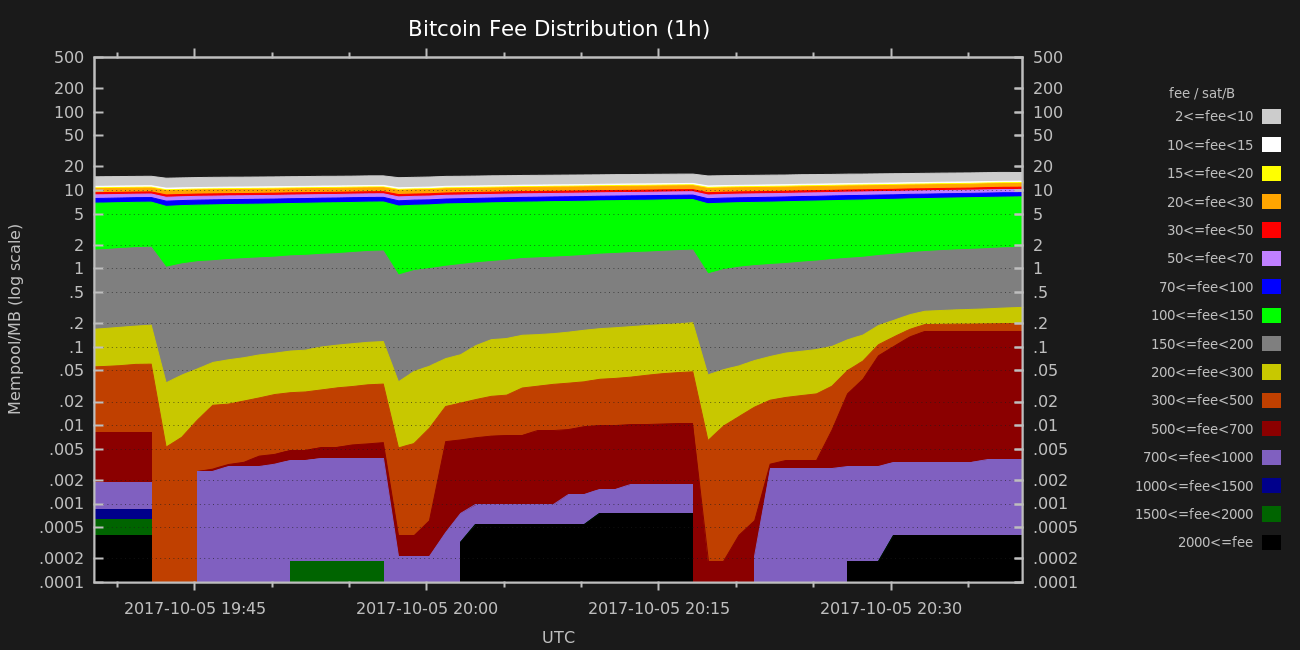 Bitcoin Fee Distribution (1h)
500
200
100
50
20
10
5
2
1
.5
.2
.1
.05
.02
.01
.005
.002
.001
.0005
.0002
.0001
Mempool/MB (log scale)
500
200
100
50
20
10
5
2
1
.5
.2
.1
.05
.02
.01
.005
.002
.001
.0005
.0002
.0001
2017-10-05 19:45 2017-10-05 20:00 2017-10-05 20:15 2017-10-05 20:30
UTC
fee / sat/B
2<=fee<10
10<=fee<15
15<=fee<20
20<=fee<30
30<=fee<50
50<=fee<70
70<=fee<100
100<=fee<150
150<=fee<200
200<=fee<300
300<=fee<500
500<=fee<700
700<=fee<1000
1000<=fee<1500
1500<=fee<2000
2000<=fee